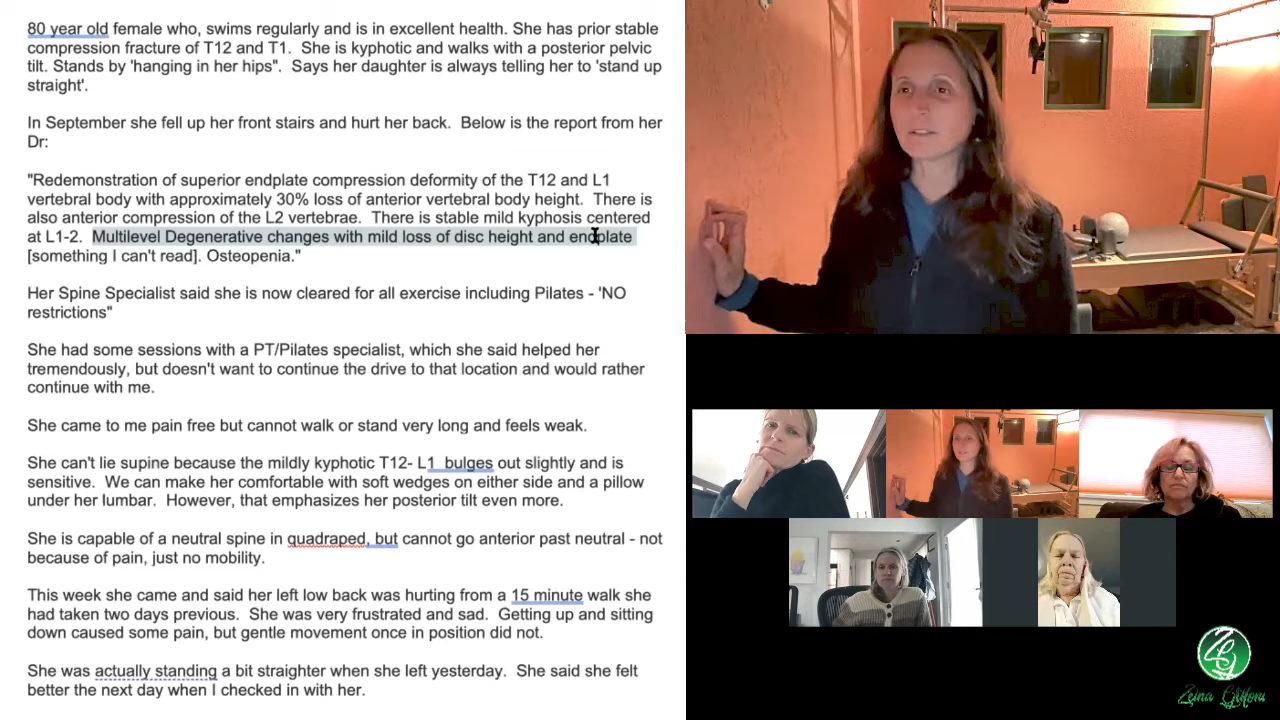 80 year old female who, swims regularly and is in excellent health. She has prior stable
compression fracture of T12 and T1.  She is kyphotic and walks with a posterior pelvic
tilt. Stands by 'hanging in her hips".  Says her daughter is always telling her to 'stand up
straight'.
In September she fell up her front stairs and hurt her back.  Below is the report from her
Dr:
"Redemonstration of superior endplate compression deformity of the T12 and L1
vertebral body with approximately 30% loss of anterior vertebral body height.  There is
also anterior compression of the L2 vertebrae.  There is stable mild kyphosis centered
at L1-2.  Multilevel Degenerative changes with mild loss of disc height and endplate
[something I can't read]. Osteopenia."
Her Spine Specialist said she is now cleared for all exercise including Pilates - 'NO
restrictions"
She had some sessions with a PT/Pilates specialist, which she said helped her
tremendously, but doesn't want to continue the drive to that location and would rather
continue with me.
She came to me pain free but cannot walk or stand very long and feels weak.
She can't lie supine because the mildly kyphotic T12- L1  bulges out slightly and is
sensitive.  We can make her comfortable with soft wedges on either side and a pillow
under her lumbar.  However, that emphasizes her posterior tilt even more.
She is capable of a neutral spine in quadraped, but cannot go anterior past neutral - not
because of pain, just no mobility.
This week she came and said her left low back was hurting from a 15 minute walk she
had taken two days previous.  She was very frustrated and sad.  Getting up and sitting
down caused some pain, but gentle movement once in position did not.
She was actually standing a bit straighter when she left yesterday.  She said she felt
better the next day when I checked in with her.